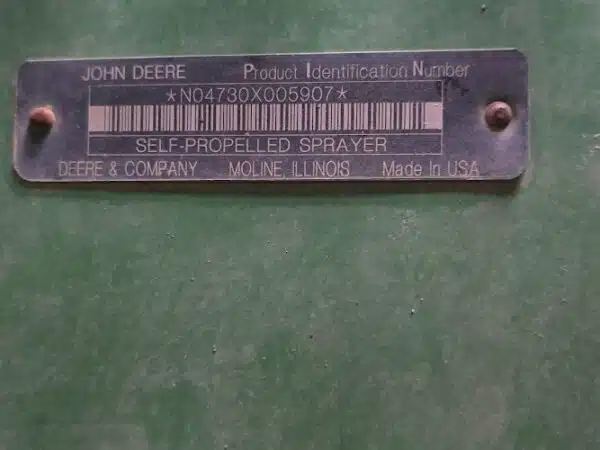 JOHN DEERE Product Identification Number
*N04730X005907*
SELF-PROPELLED SPRAYER
DEERE & COMPANY MOLINE, ILLINOIS Made In USA